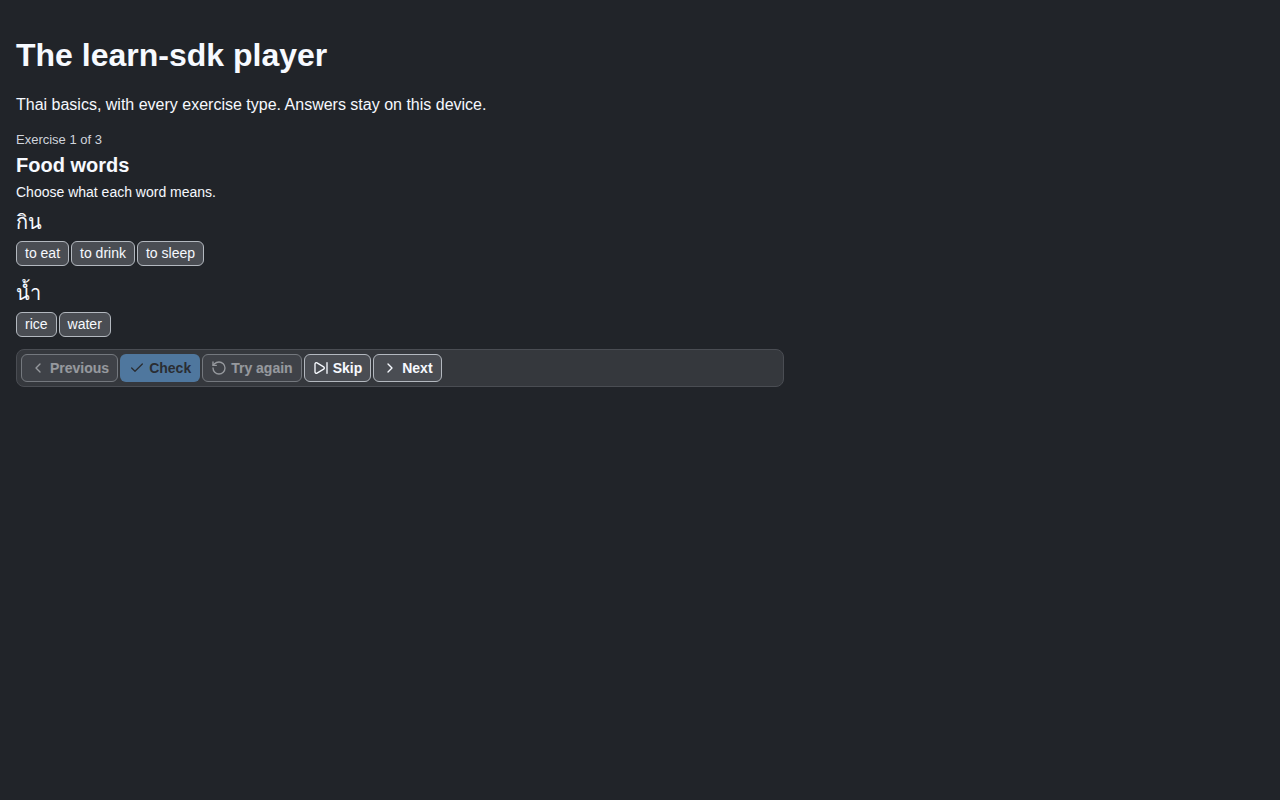 The learn-sdk player
Thai basics, with every exercise type. Answers stay on this device.
Exercise 1 of 3
Food words
Choose what each word means.
กิน
to eat to drink to sleep
น้ำ
rice water
Previous Check Try again Skip Next